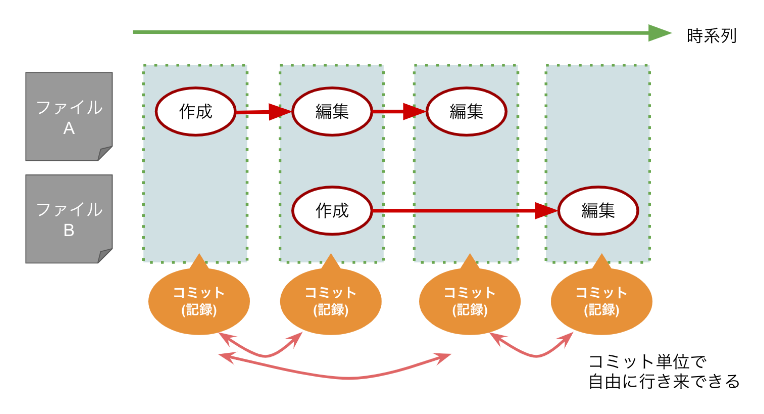 時系列
ファイル
A
作成
編集
編集
ファイル
B
作成
編集
コミット
(記録)
コミット
(記録)
コミット
(記録)
コミット
(記録)
コミット単位で
自由に行き来できる